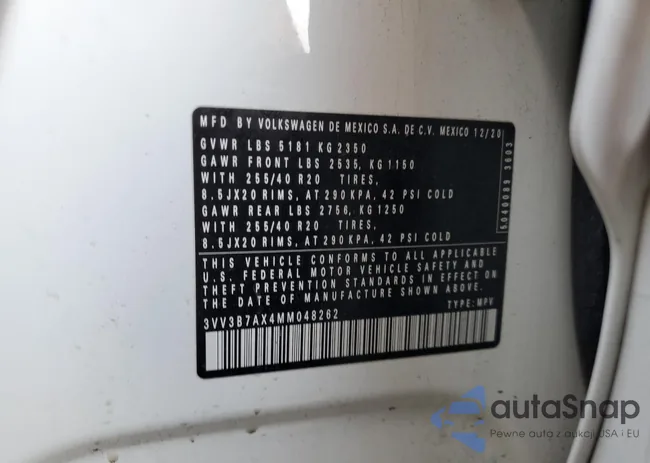 MFD BY VOLKSWAGEN DE MEXICO S.A. DE C.V. MEXICO 12/20
GVWR LBS 5181 KG 2350
GAWR FRONT LBS 2535, KG 1150
WITH 255/40 R20 TIRES,
8.5JX20 RIMS, AT 290 KPA, 42 PSI COLD
GAWR REAR LBS 2756, KG 1250
WITH 255/40 R20 TIRES,
8.5JX20 RIMS, AT 290 KPA, 42 PSI COLD
THIS VEHICLE CONFORMS TO ALL APPLICABLE
U.S. FEDERAL MOTOR VEHICLE SAFETY AND
THEFT PREVENTION STANDARDS IN EFFECT ON
THE DATE OF MANUFACTURE SHOWN ABOVE.
3VV3B7AX4MM048262 TYPE: MPV
5040089 3603
autaSnap
Pewne auta z aukcji USA i EU